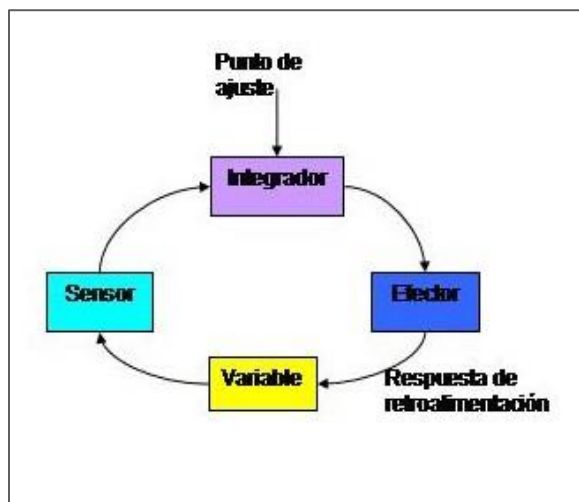 Punto de
ajuste
Integrador
Sensor
Efector
Variable
Respuesta de
retroalimentación